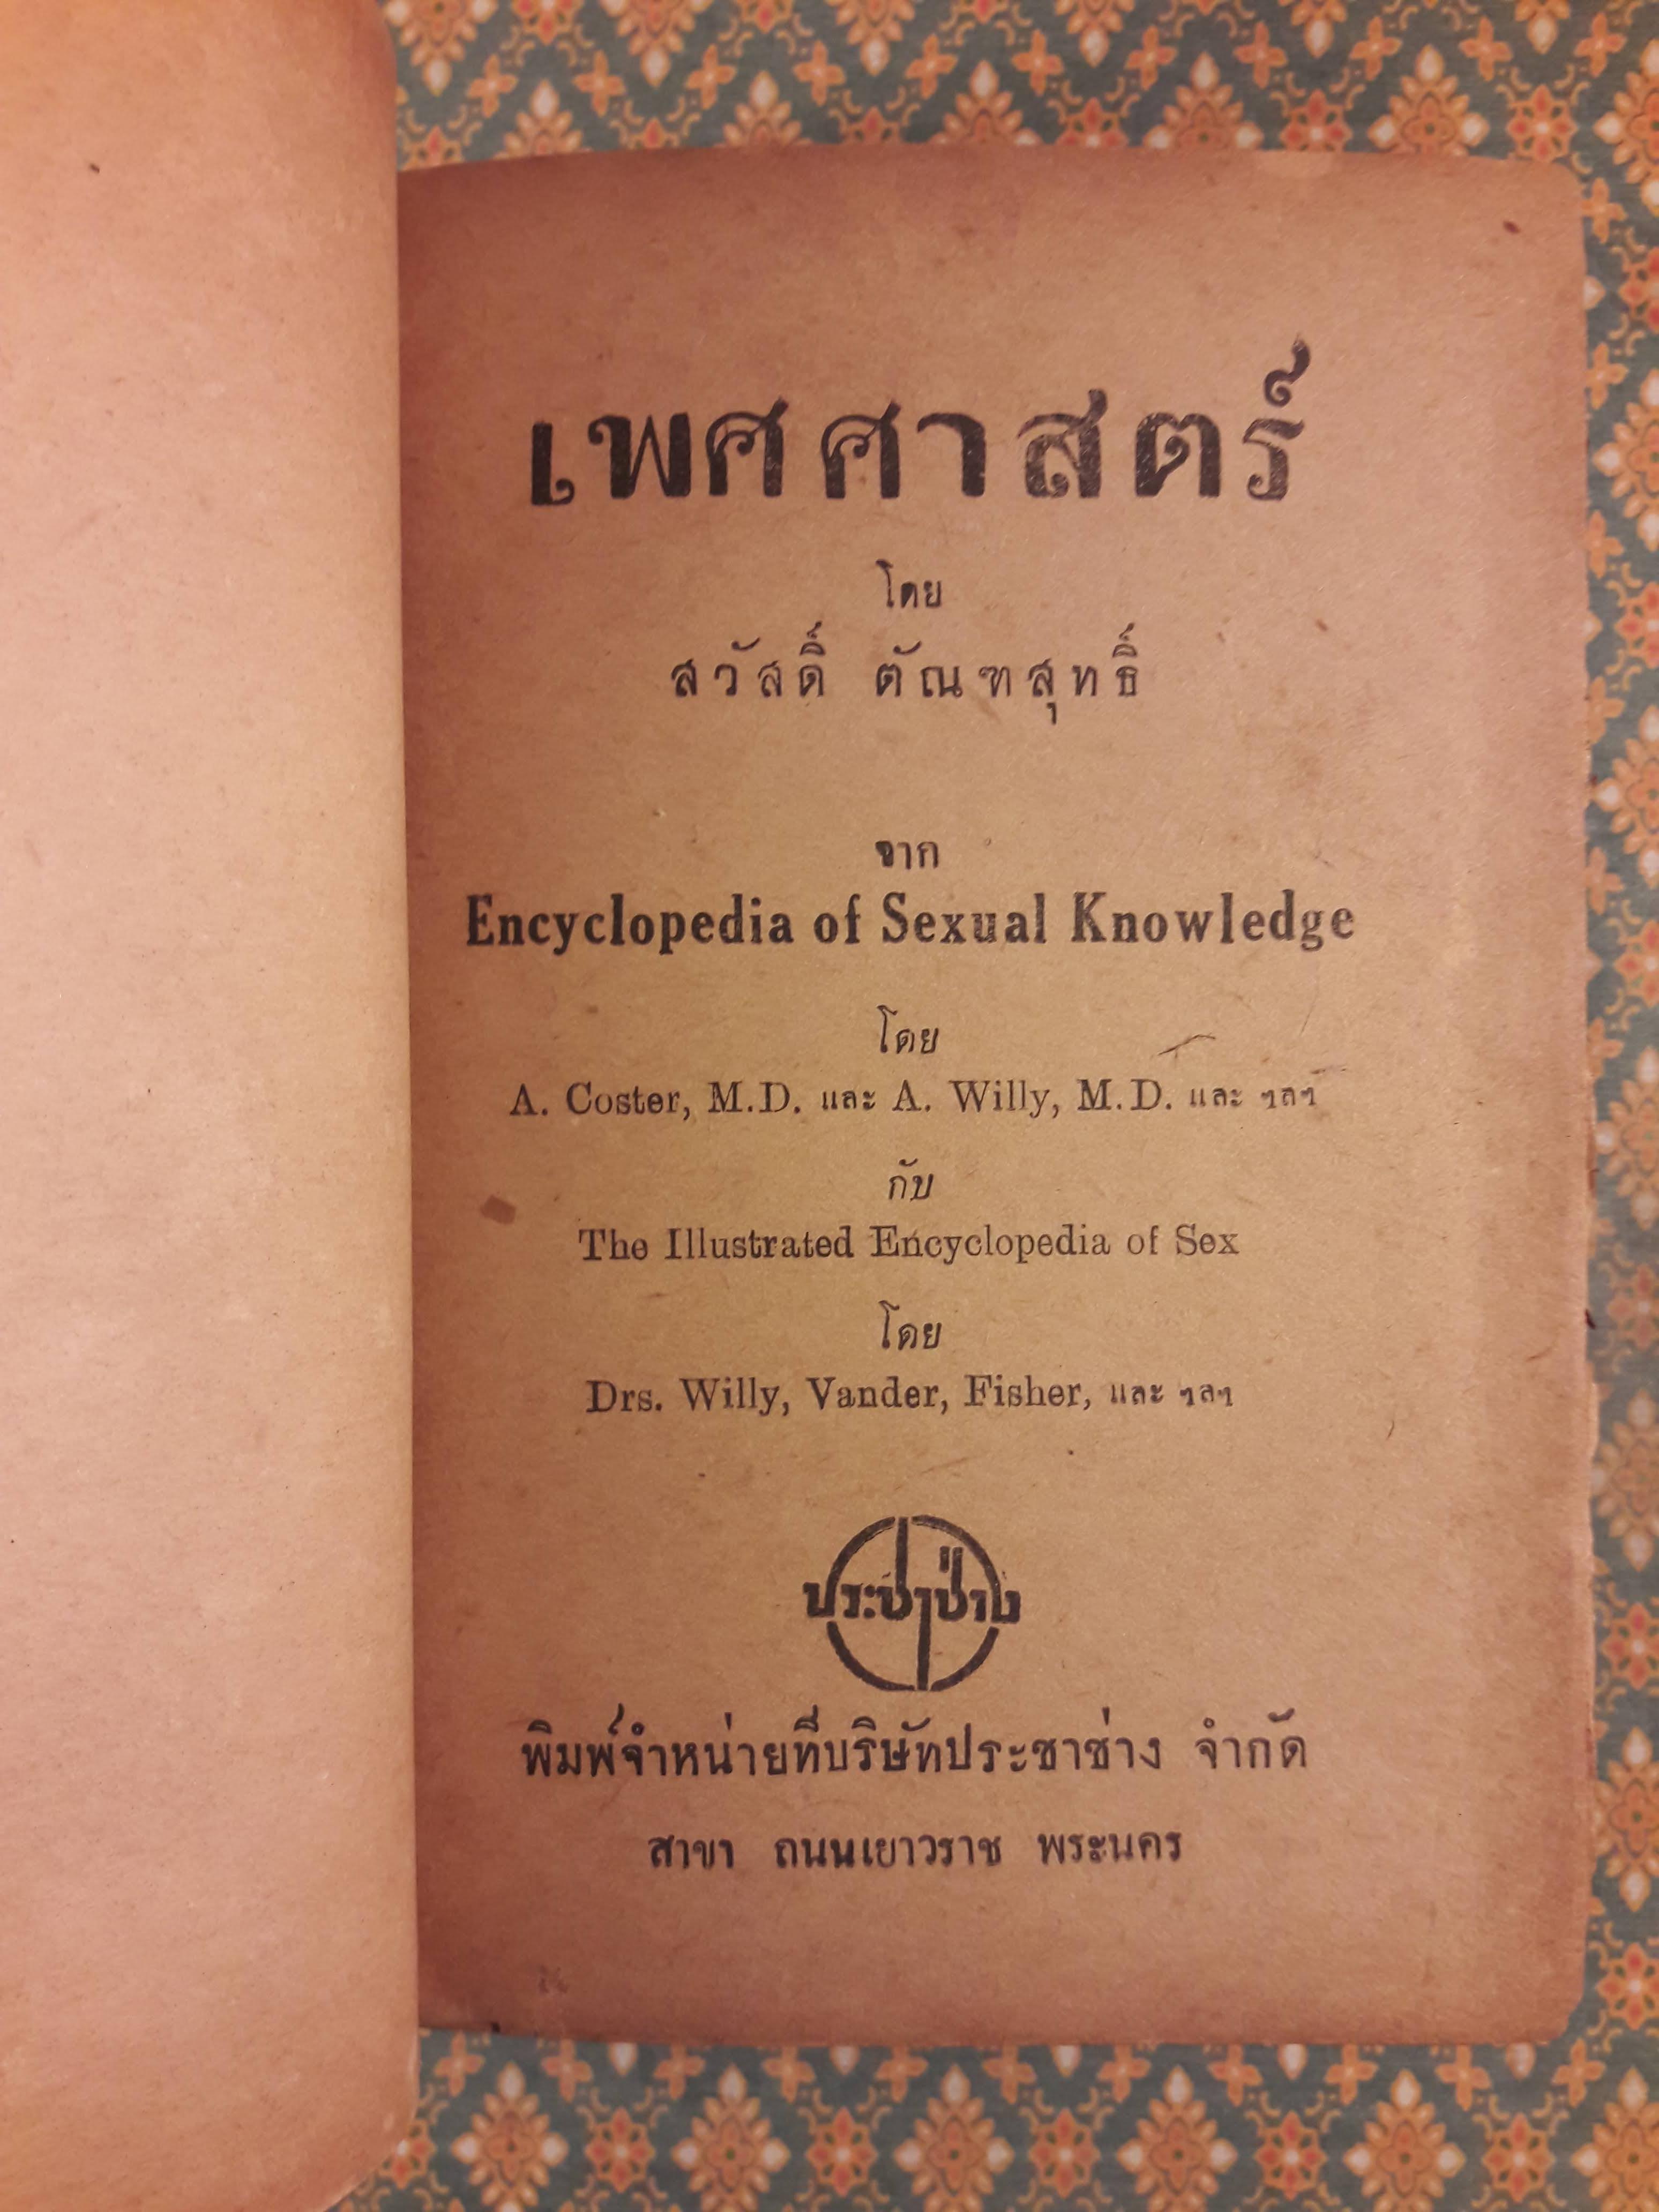 เพศศาสตร์
โดย
สวัสดิ์ ตัณฑสุทธิ์
จาก
Encyclopedia of Sexual Knowledge
โดย
A. Coster, M.D. และ A. Willy, M.D. และ ฯลฯ
กับ
The Illustrated Encyclopedia of Sex
โดย
Drs. Willy, Vander, Fisher, และ ฯลฯ
ประชาช่าง
พิมพ์จำหน่ายที่บริษัทประชาช่าง จำกัด
สาขา ถนนเยาวราช พระนคร